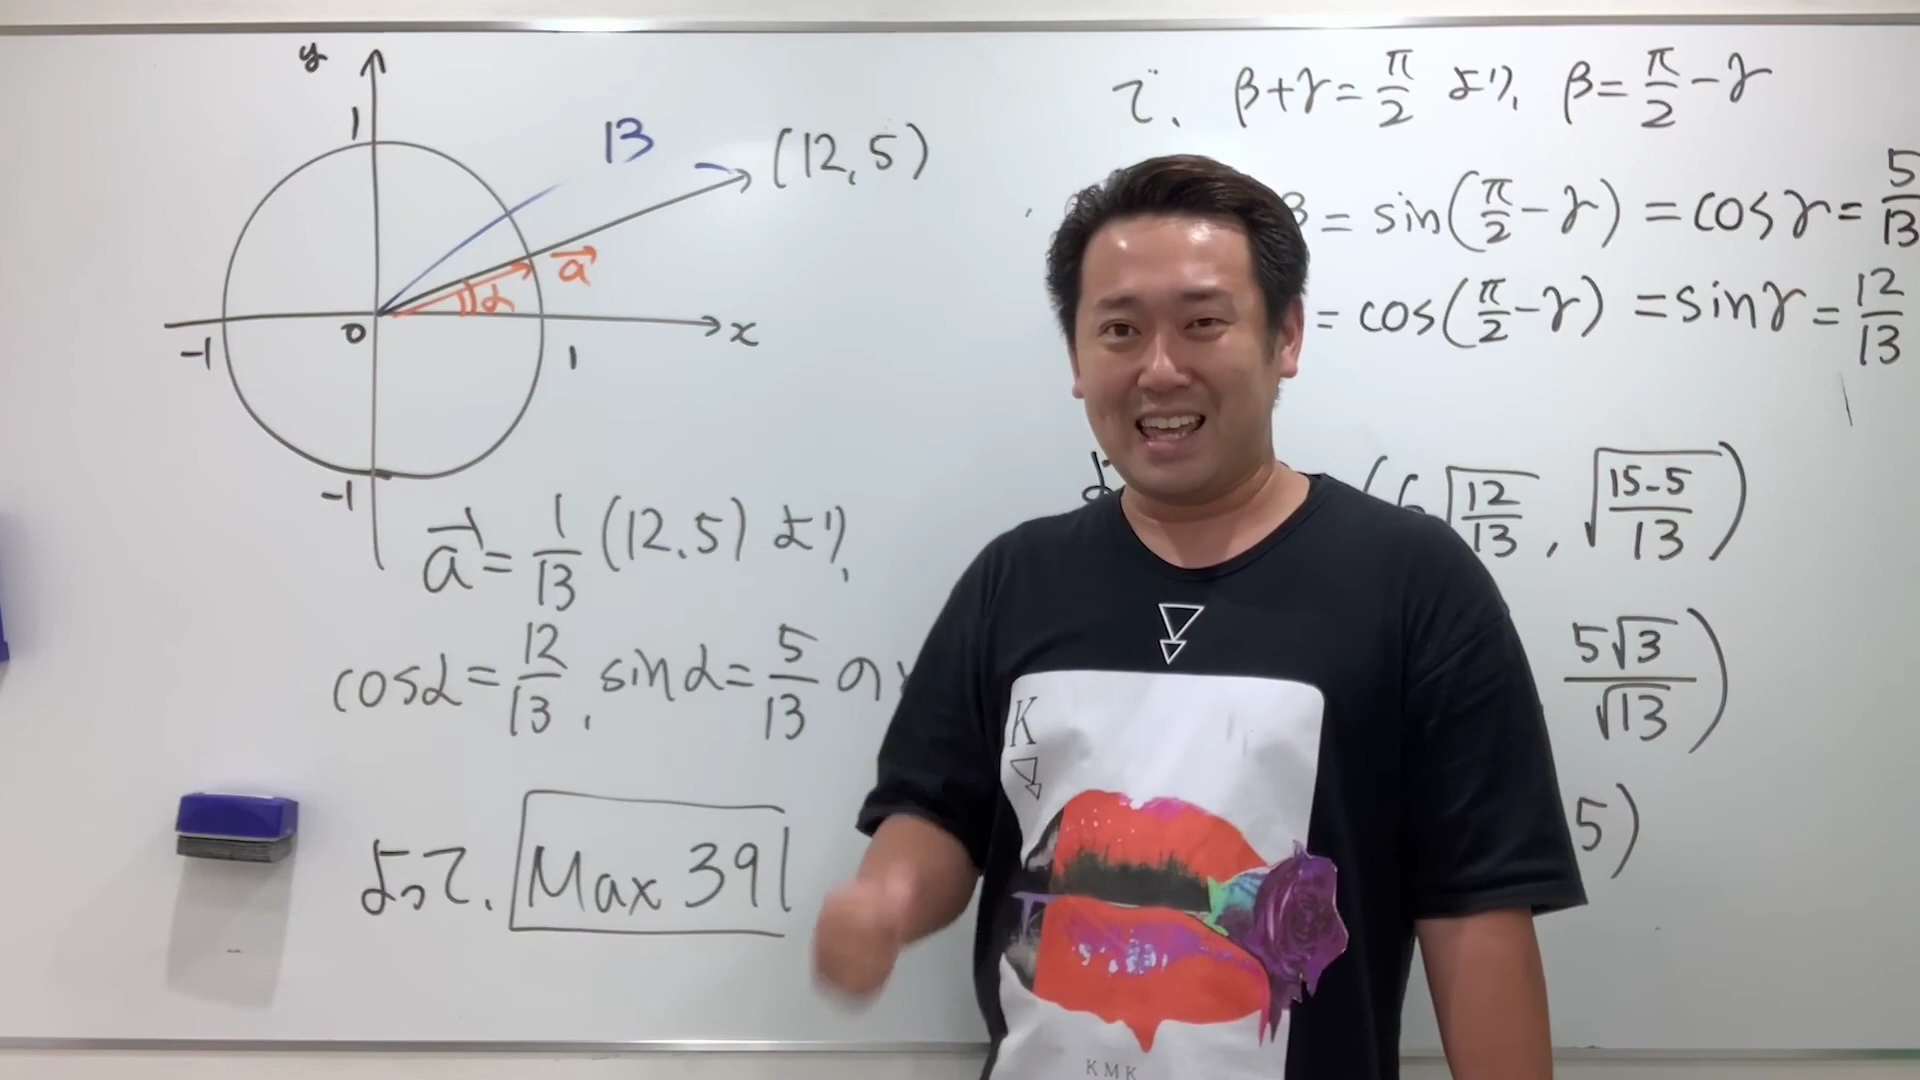 y
1
13
(12,5)
a
α
0
x
-1
1
-1
a = 1/13 (12,5) より、
cosα = 12/13, sinα = 5/13 の
よって、 Max 39
で、 β+γ = π/2 より、 β = π/2 - γ
= sin(π/2 - γ) = cosγ = 5/13
= cos(π/2 - γ) = sinγ = 12/13
√12/13, √15-5/13)
5√3/√13)
5)
K
KMK